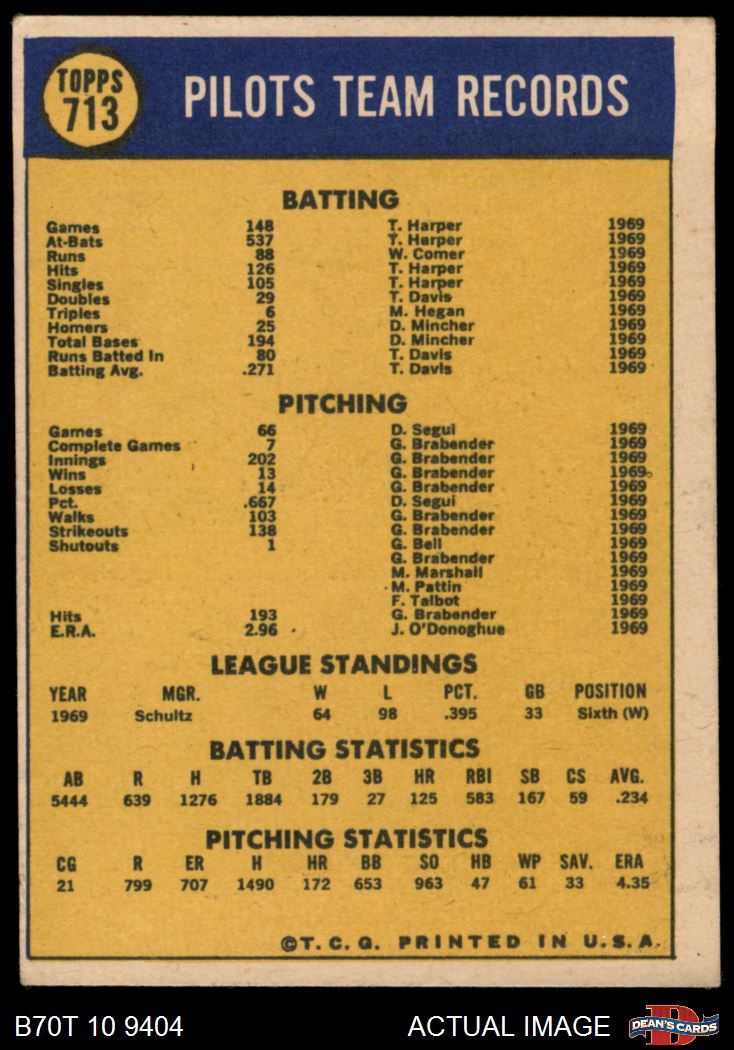 TOPPS
713
PILOTS TEAM RECORDS
BATTING
Games 148 T. Harper 1969
At-Bats 537 T. Harper 1969
Runs 88 W. Comer 1969
Hits 126 T. Harper 1969
Singles 105 T. Harper 1969
Doubles 29 T. Davis 1969
Triples 6 M. Hegan 1969
Homers 25 D. Mincher 1969
Total Bases 194 D. Mincher 1969
Runs Batted In 80 T. Davis 1969
Batting Avg. .271 T. Davis 1969
PITCHING
Games 66 D. Segui 1969
Complete Games 7 G. Brabender 1969
Innings 202 G. Brabender 1969
Wins 13 G. Brabender 1969
Losses 14 G. Brabender 1969
Pct. .667 D. Segui 1969
Walks 103 G. Brabender 1969
Strikeouts 138 G. Brabender 1969
Shutouts 1 G. Bell 1969
G. Brabender 1969
M. Marshall 1969
M. Pattin 1969
F. Talbot 1969
Hits 193 G. Brabender 1969
E.R.A. 2.96 J. O'Donoghue 1969
LEAGUE STANDINGS
YEAR MGR. W L PCT. GB POSITION
1969 Schultz 64 98 .395 33 Sixth (W)
BATTING STATISTICS
AB R H TB 2B 3B HR RBI SB CS AVG.
5444 639 1276 1884 179 27 125 583 167 59 .234
PITCHING STATISTICS
CG R ER H HR BB SO HB WP SAV. ERA
21 799 707 1490 172 653 963 47 61 33 4.35
©T.C.G. PRINTED IN U.S.A.
B70T 10 9404 ACTUAL IMAGE D DEAN'S CARDS